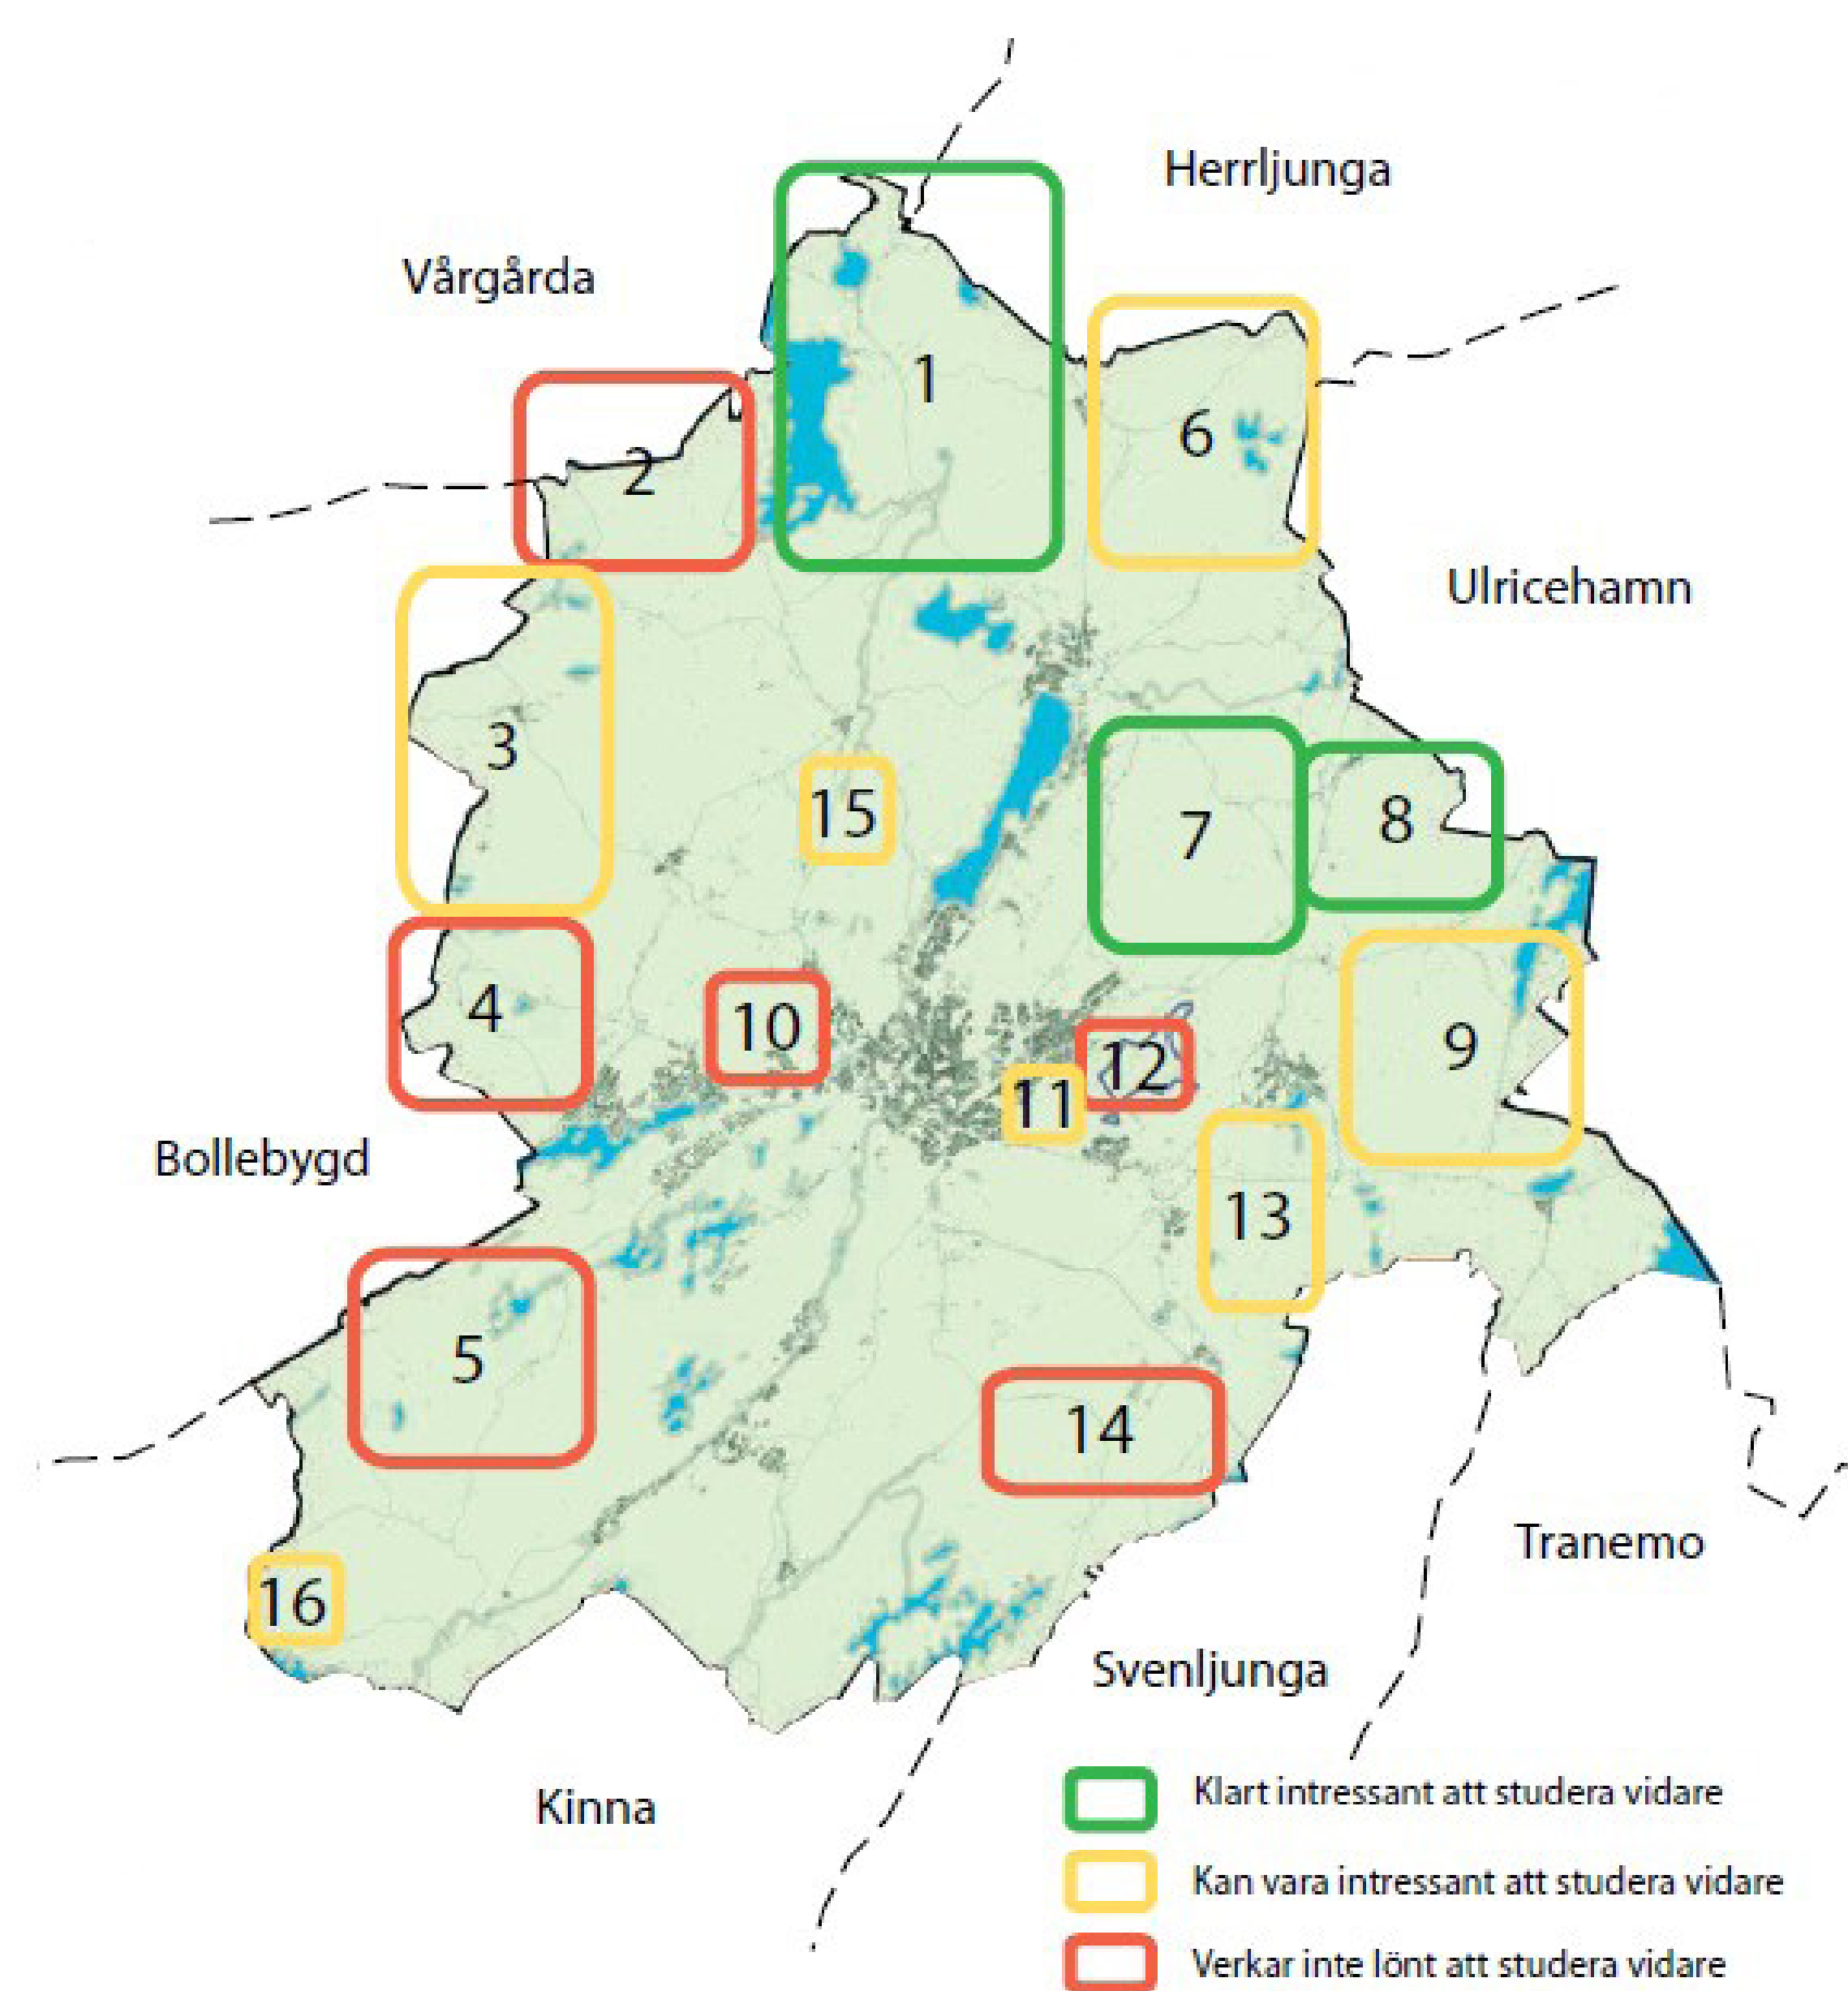 Herrljunga
Vårgårda
1
6
2
Ulricehamn
3
15
7
8
4
10
9
12
11
Bollebygd
13
5
14
Tranemo
16
Svenljunga
Kinna
Klart intressant att studera vidare
Kan vara intressant att studera vidare
Verkar inte lönt att studera vidare